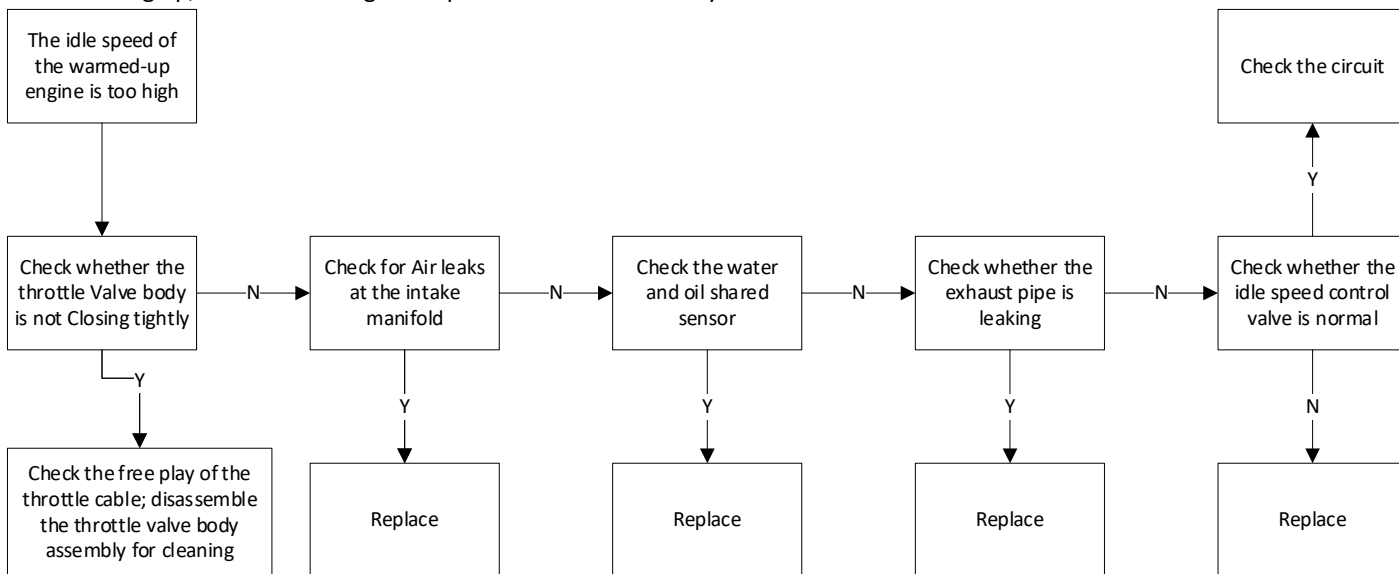 The idle speed of
the warmed-up
engine is too high
Check the circuit
Y
Check whether the
throttle Valve body
is not Closing tightly
N
Check for Air leaks
at the intake
manifold
N
Check the water
and oil shared
sensor
N
Check whether the
exhaust pipe is
leaking
N
Check whether the
idle speed control
valve is normal
Y
Y
Y
Y
N
Check the free play of the
throttle cable; disassemble
the throttle valve body
assembly for cleaning
Replace
Replace
Replace
Replace